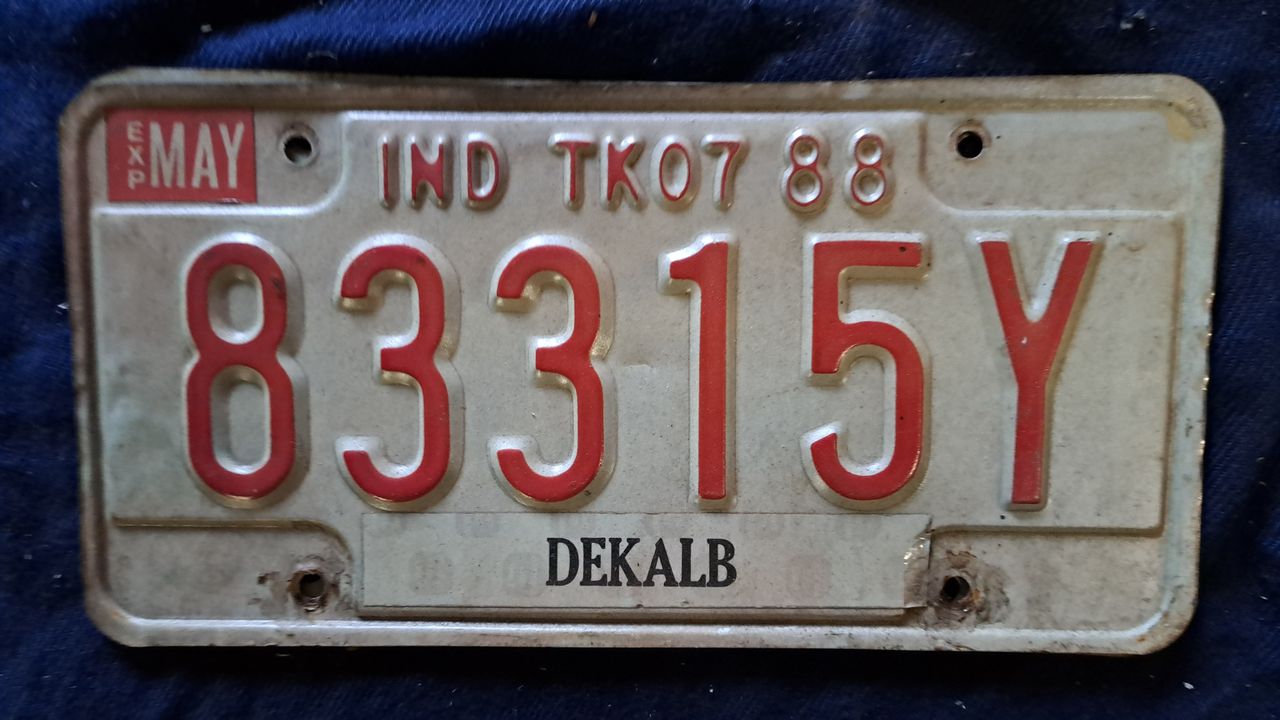 EXP MAY IND TK07 88
83315Y
DEKALB